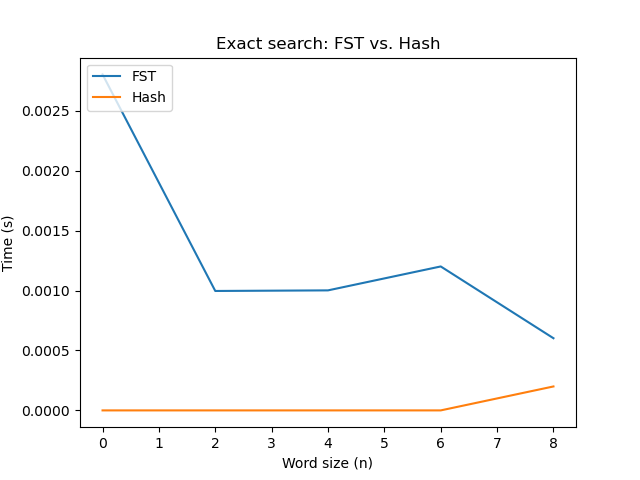 Exact search: FST vs. Hash
FST
Hash
0.0025
0.0020
0.0015
0.0010
0.0005
0.0000
Time (s)
0 1 2 3 4 5 6 7 8
Word size (n)